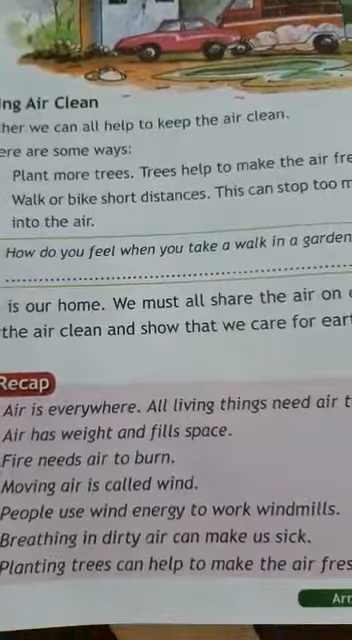 ng Air Clean
her we can all help to keep the air clean.
ere are some ways:
Plant more trees. Trees help to make the air fre
Walk or bike short distances. This can stop too m
into the air.
How do you feel when you take a walk in a garden
is our home. We must all share the air on
the air clean and show that we care for ear
Recap
Air is everywhere. All living things need air t
Air has weight and fills space.
Fire needs air to burn.
Moving air is called wind.
People use wind energy to work windmills.
Breathing in dirty air can make us sick.
Planting trees can help to make the air fres